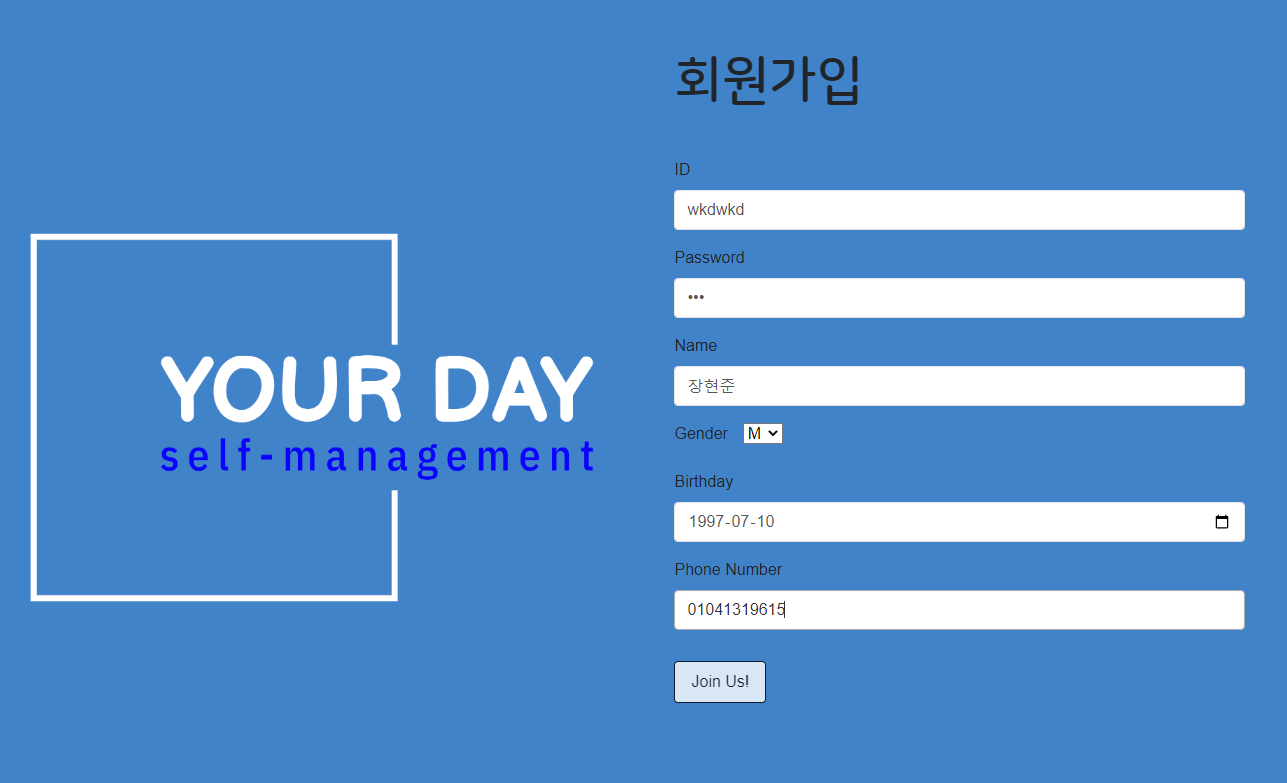 회원가입
ID
wkdwkd
Password
•••
Name
장현준
Gender M
Birthday
1997-07-10
Phone Number
01041319615
Join Us!
YOUR DAY
self-management